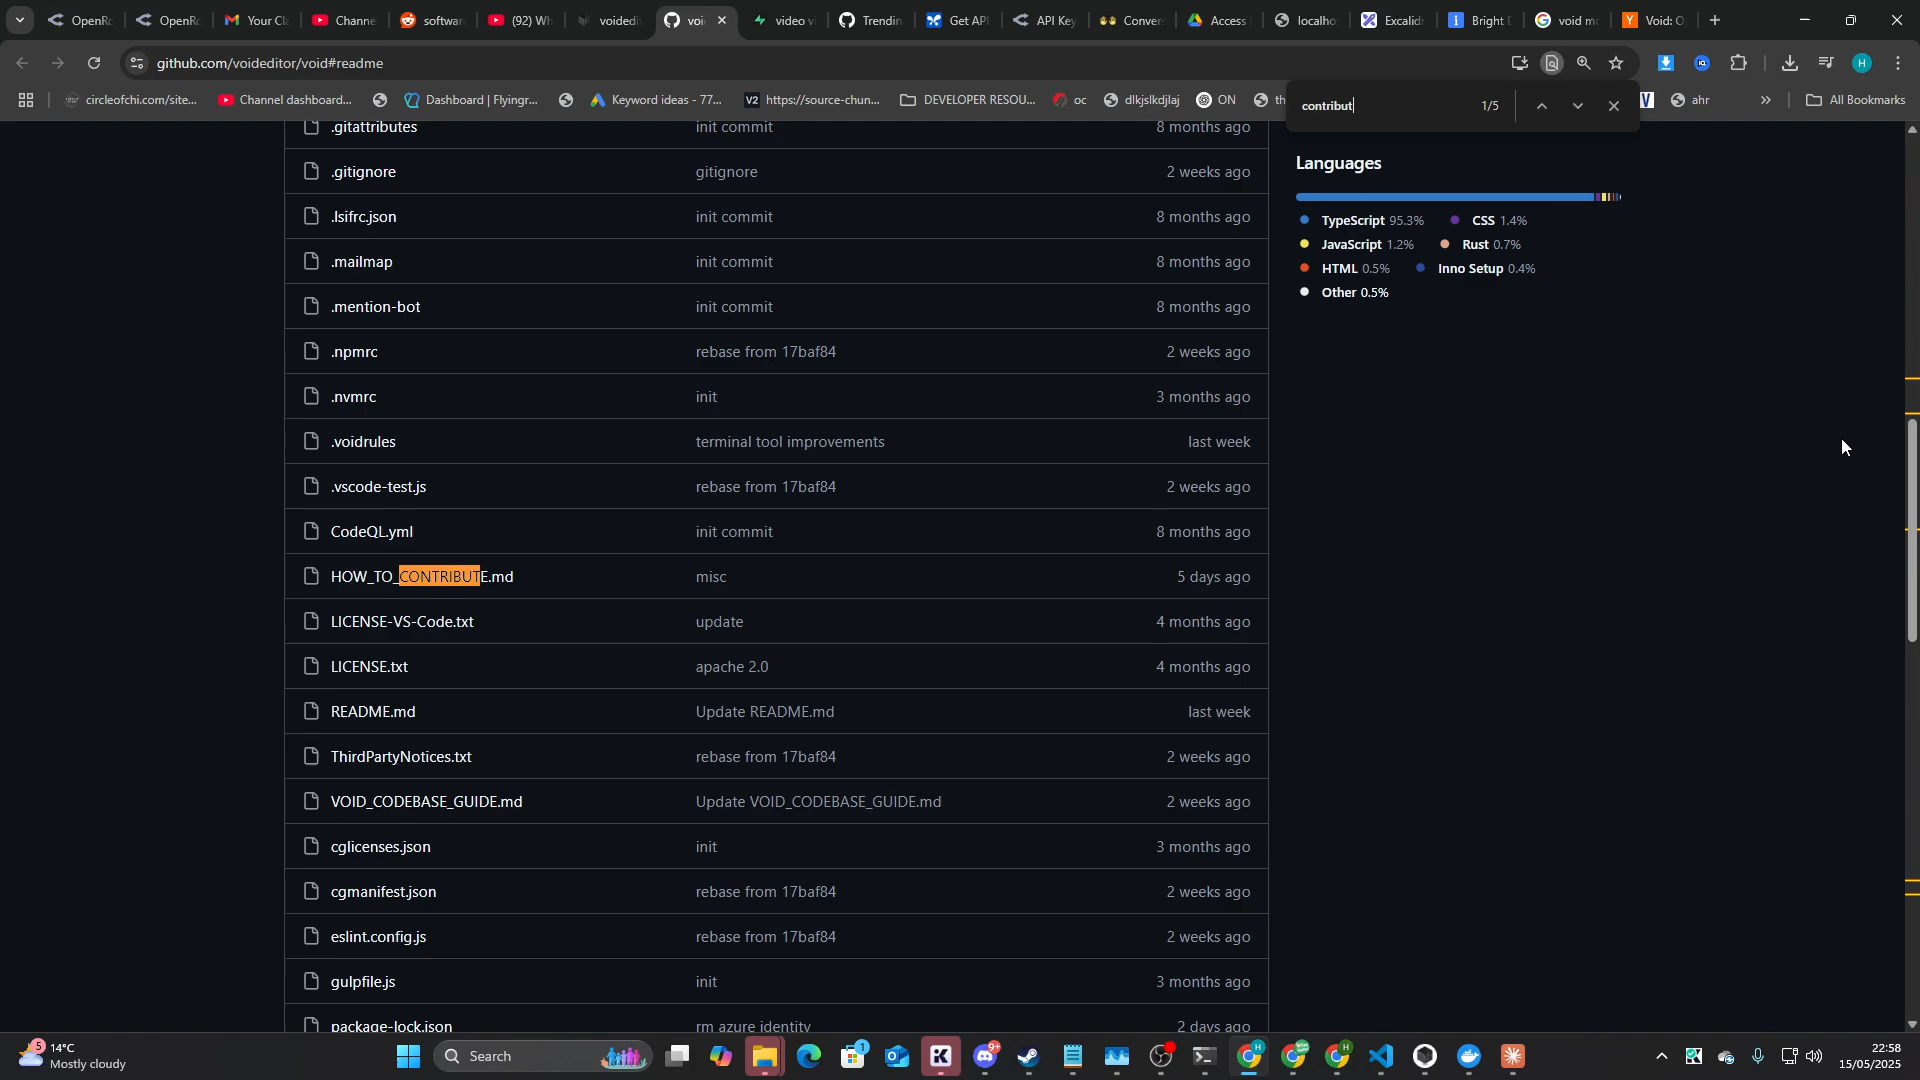 OpenRo
OpenRo
Your Cl
Channe
softwar
(92) Wh
voidedi
voi
video v
Trendin
Get API
API Key
Conver
Access
localho
Excalidr
Bright
void m
Void: O
github.com/voideditor/void#readme
H
circleofchi.com/site...
Channel dashboard...
Dashboard | Flyingr...
Keyword ideas - 77...
V2 https://source-chun...
DEVELOPER RESOU...
oc
dlkjslkdjlaj
ON
th
ahr
»
All Bookmarks
contribut
1/5
.gitattributes init commit 8 months ago
.gitignore gitignore 2 weeks ago
.lsifrc.json init commit 8 months ago
.mailmap init commit 8 months ago
.mention-bot init commit 8 months ago
.npmrc rebase from 17baf84 2 weeks ago
.nvmrc init 3 months ago
.voidrules terminal tool improvements last week
.vscode-test.js rebase from 17baf84 2 weeks ago
CodeQL.yml init commit 8 months ago
HOW_TO_CONTRIBUTE.md misc 5 days ago
LICENSE-VS-Code.txt update 4 months ago
LICENSE.txt apache 2.0 4 months ago
README.md Update README.md last week
ThirdPartyNotices.txt rebase from 17baf84 2 weeks ago
VOID_CODEBASE_GUIDE.md Update VOID_CODEBASE_GUIDE.md 2 weeks ago
cglicenses.json init 3 months ago
cgmanifest.json rebase from 17baf84 2 weeks ago
eslint.config.js rebase from 17baf84 2 weeks ago
gulpfile.js init 3 months ago
package-lock.json rm azure identity 2 days ago
Languages
TypeScript 95.3% CSS 1.4%
JavaScript 1.2% Rust 0.7%
HTML 0.5% Inno Setup 0.4%
Other 0.5%
5
14°C
Mostly cloudy
Search
1
9+
22:58
15/05/2025